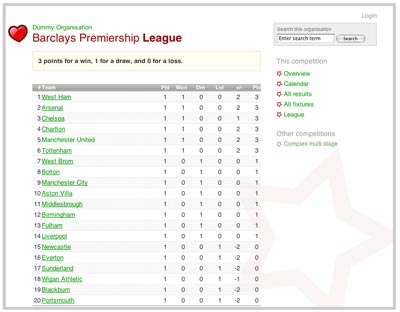 Login
Dummy Organisation
Barclays Premiership League
Search this organisation
Enter search term Search
3 points for a win, 1 for a draw, and 0 for a loss.
This competition
Overview
Calendar
All results
All fixtures
League
Other competitions
Complex multi stage
# Team Pld Won Drn Lst +/- Pts
1 West Ham 1 1 0 0 2 3
2 Arsenal 1 1 0 0 2 3
3 Chelsea 1 1 0 0 1 3
4 Charlton 1 1 0 0 2 3
5 Manchester United 1 1 0 0 2 3
6 Tottenham 1 1 0 0 2 3
7 West Brom 1 0 1 0 0 1
8 Bolton 1 0 1 0 0 1
9 Manchester City 1 0 1 0 0 1
10 Aston Villa 1 0 1 0 0 1
11 Middlesbrough 1 0 1 0 0 1
12 Birmingham 1 0 1 0 0 1
13 Fulham 1 0 1 0 0 1
14 Liverpool 1 0 1 0 0 1
15 Newcastle 1 0 0 1 -2 0
16 Everton 1 0 0 1 -2 0
17 Sunderland 1 0 0 1 -2 0
18 Wigan Athletic 1 0 0 1 -1 0
19 Blackburn 1 0 0 1 -2 0
20 Portsmouth 1 0 0 1 -2 0